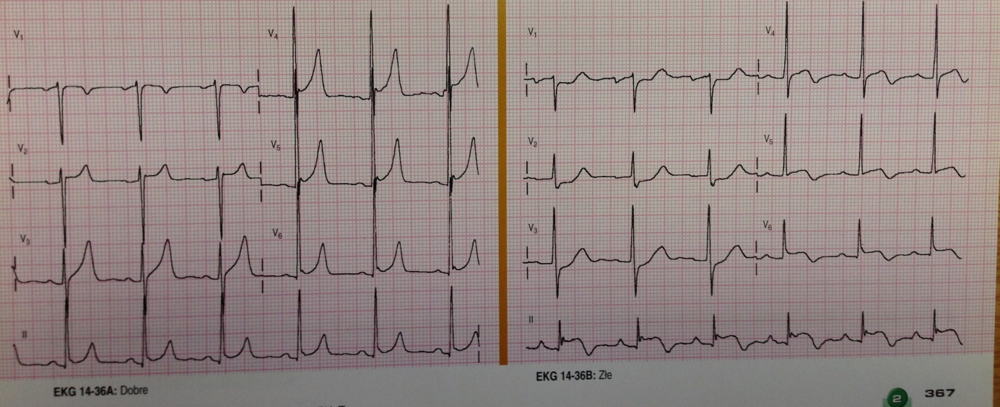 V₁
V₄
V₂
V₅
V₃
V₆
II
EKG 14-36A: Dobre
V₁
V₄
V₂
V₅
V₃
V₆
II
EKG 14-36B: Złe
2 367